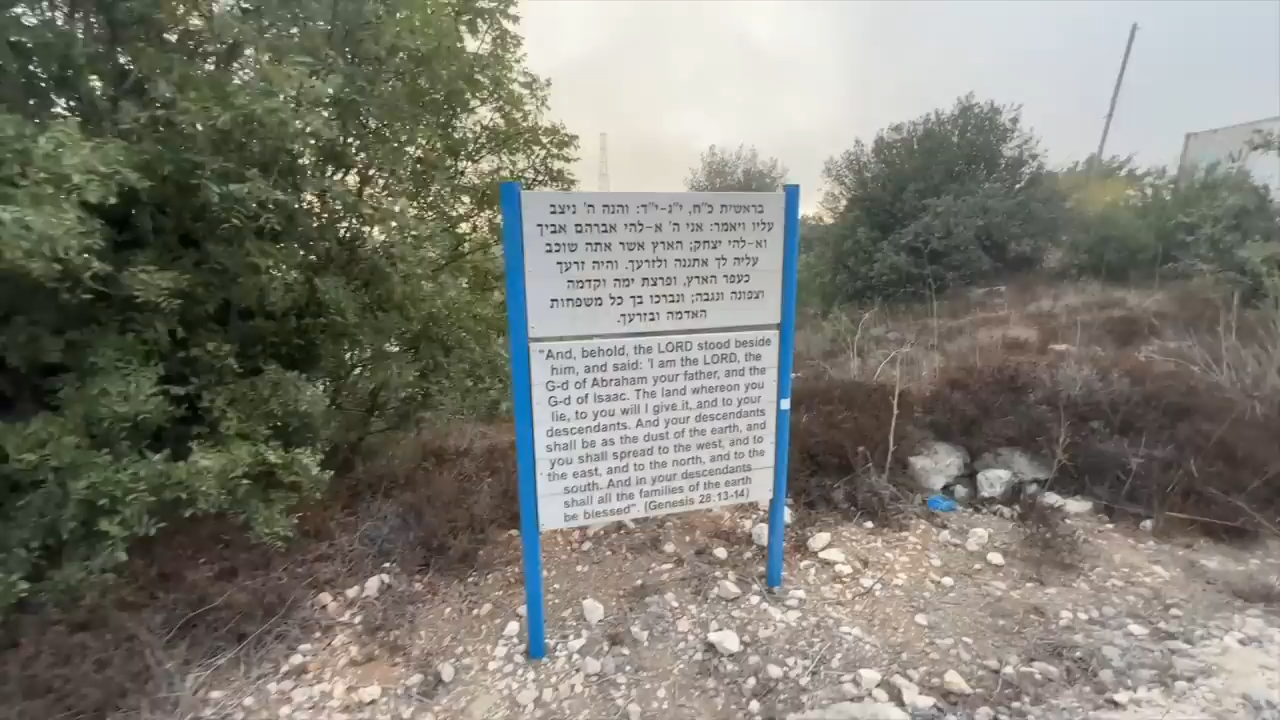 בראשית כ"ח, י"ג-י"ד: והנה ה' ניצב
עליו ויאמר: אני ה' א-להי אברהם אביך
וא-להי יצחק; הארץ אשר אתה שוכב
עליה לך אתננה ולזרעך. והיה זרעך
כעפר הארץ, ופרצת ימה וקדמה
וצפונה ונגבה; ונברכו בך כל משפחות
האדמה ובזרעך.
"And, behold, the LORD stood beside
him, and said: 'I am the LORD, the
G-d of Abraham your father, and the
G-d of Isaac. The land whereon you
lie, to you will I give it, and to your
descendants. And your descendants
shall be as the dust of the earth, and
you shall spread to the west, and to
the east, and to the north, and to the
south. And in your descendants
shall all the families of the earth
be blessed". (Genesis 28:13-14)